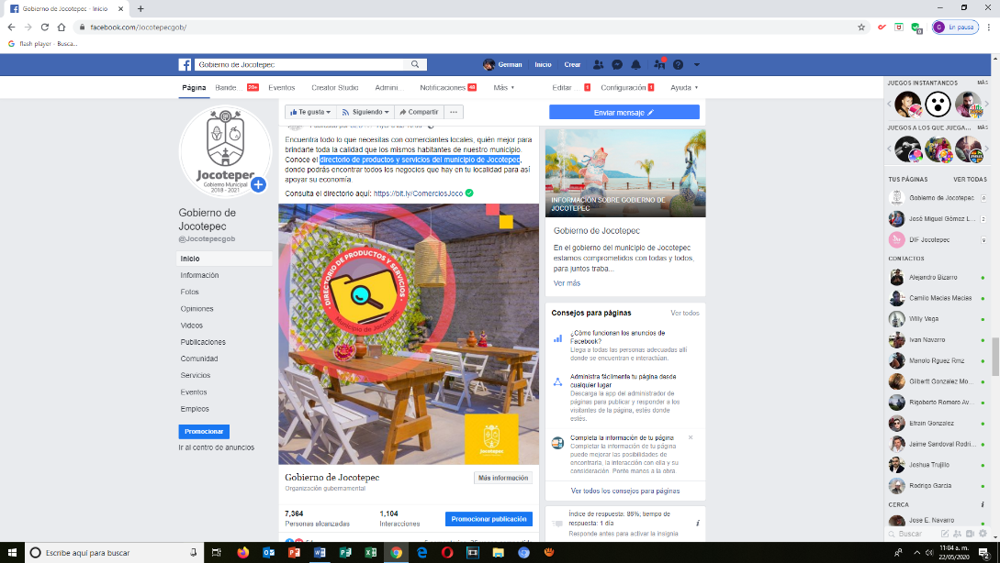 Gobierno de Jocotepec - Inicio
facebook.com/Jocotepecgob/
En pausa
flash player - Busca...
Gobierno de Jocotepec
German
Inicio
Crear
Página
Bande...
20+
Eventos
Creator Studio
Admini...
Notificaciones
48
Más
Editar
1
Configuración
1
Ayuda
Te gusta
Siguiendo
Compartir
Enviar mensaje
Jocotepec
Gobierno Municipal
2018 - 2021
Gobierno de
Jocotepec
@Jocotepecgob
Inicio
Información
Fotos
Opiniones
Videos
Publicaciones
Comunidad
Servicios
Eventos
Empleos
Promocionar
Ir al centro de anuncios
Encuentra todo lo que necesitas con comerciantes locales, quién mejor para
brindarte toda la calidad que los mismos habitantes de nuestro municipio.
Conoce el directorio de productos y servicios del municipio de Jocotepec,
donde podrás encontrar todos los negocios que hay en tu localidad para así
apoyar su economía.
Consulta el directorio aquí: https://bit.ly/ComerciosJoco
DIRECTORIO DE PRODUCTOS Y SERVICIOS
Municipio de Jocotepec
Jocotepec
Gobierno de Jocotepec
Organización gubernamental
Más información
7,364
Personas alcanzadas
1,104
Interacciones
Promocionar publicación
INFORMACIÓN SOBRE GOBIERNO DE
JOCOTEPEC
Gobierno de Jocotepec
En el gobierno del municipio de Jocotepec
estamos comprometidos con todas y todos,
para juntos traba...
Ver más
Consejos para páginas
Ver todos
¿Cómo funcionan los anuncios de
Facebook?
Llega a todas las personas adecuadas allí
donde se encuentran e interactúan.
Administra fácilmente tu página desde
cualquier lugar
Descarga la app del administrador de
páginas para publicar y responder a los
visitantes de la página, estés donde
estés.
Completa la información de tu página
Completar la información de tu página
puede mejorar las posibilidades de
encontrarla, la interacción con ella y su
consideración. Ponte manos a la obra.
Ver todos los consejos para páginas
Índice de respuesta: 86%; tiempo de
respuesta: 1 día
Responde antes para activar la insignia
JUEGOS INSTANTÁNEOS
MÁS
JUEGOS A LOS QUE JUEGA...
MÁS
TUS PÁGINAS
VER TODAS
Gobierno de Jocotepec
José Miguel Gómez L...
DIF Jocotepec
CONTACTOS
Alejandro Bizarro
Camilo Macias Macias
Willy Vega
Ivan Navarro
Manolo Rguez Rmz
Gilbertt Gonzalez Mo...
Rigoberto Romero Av...
Efrain Gonzalez
Jaime Sandoval Rodri...
Joshua Trujillo
Rodrigo Garcia
CERCA
Jose E. Navarro
Buscar
Escribe aquí para buscar
11:04 a. m.
22/05/2020